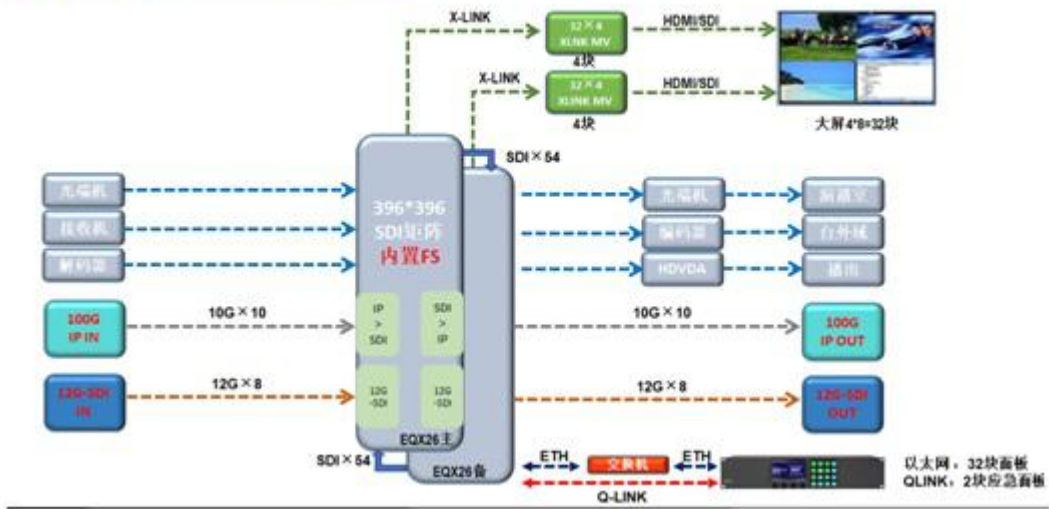 X-LINK
32×4
XLINK MV
4块
HDMI/SDI
X-LINK
32×4
XLINK MV
4块
HDMI/SDI
大屏4*8=32块
SDI×54
光端机
接收机
解码器
396*396
SDI矩阵
内置FS
光端机
演播室
编码器
台外域
HDVDA
播出
100G
IP IN
10G×10
IP
>
SDI
SDI
>
IP
10G×10
100G
IP OUT
12G-SDI
IN
12G×8
12G
-SDI
12G
-SDI
12G×8
12G-SDI
OUT
EQX26主
SDI×54
EQX26备
ETH
交换机
ETH
Q-LINK
以太网，32块面板
QLINK，2块应急面板